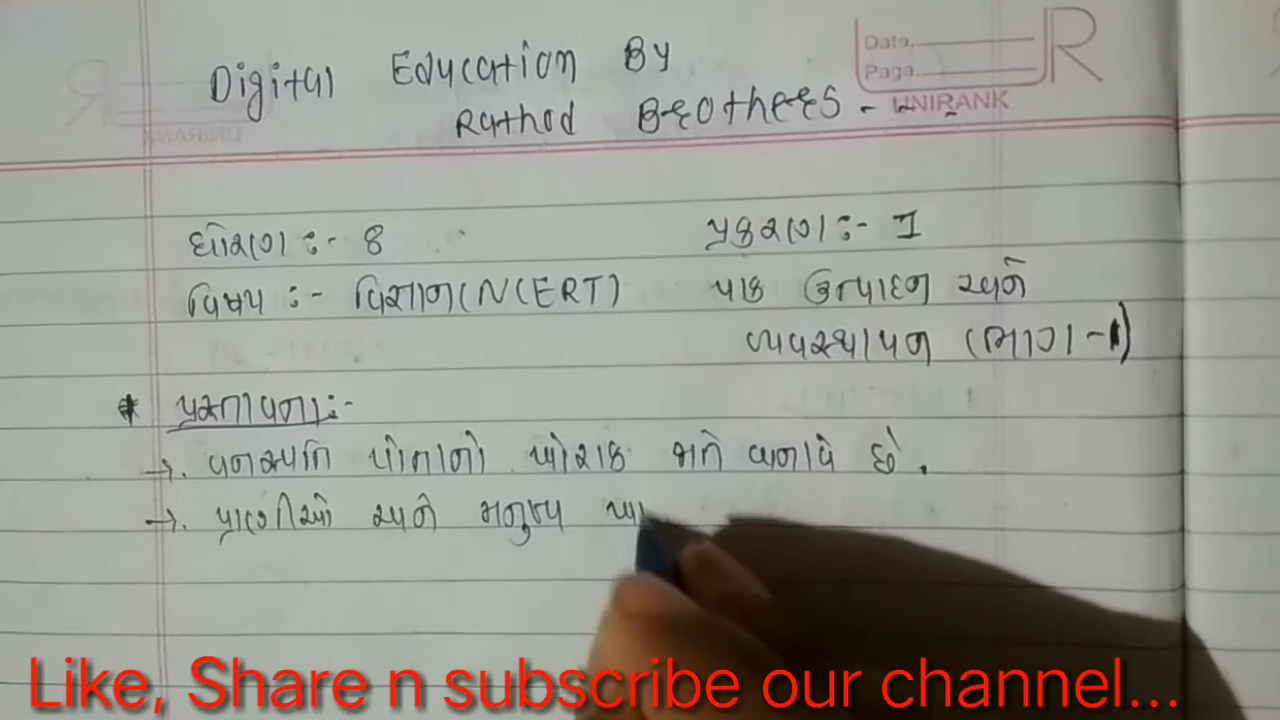 Digital Education By
Rathod Brothers -
Date
Page
UNIRANK
ધોરણ :- 8
પ્રકરણ :- 1
વિષય :- વિજ્ઞાન (NCERT)
પાક ઉત્પાદન અને
વ્યવસ્થાપન (ભાગ-1)
* પ્રસ્તાવના :-
→. વનસ્પતિ પોતાનો ખોરાક જાતે બનાવે છે.
→. પ્રાણીઓ અને મનુષ્ય
Like, Share n subscribe our channel...